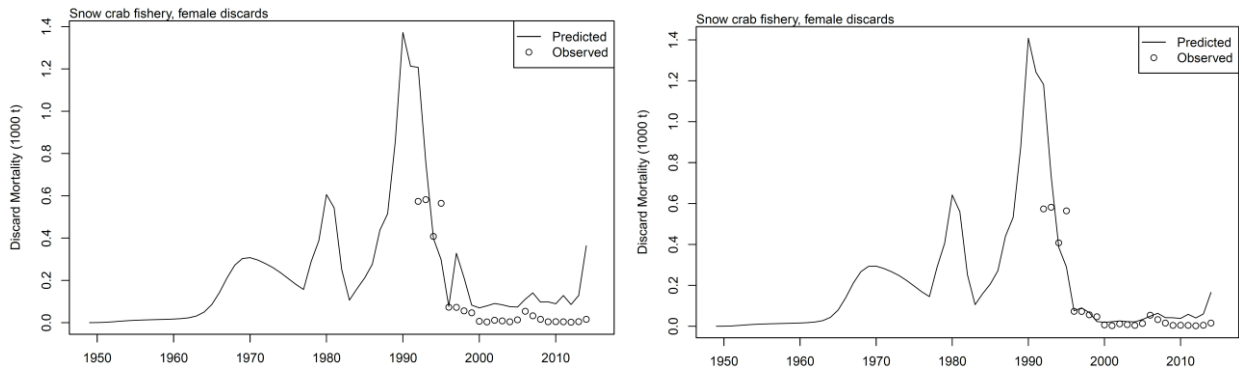 Snow crab fishery, female discards
Predicted
Observed
Discard Mortality (1000 t)
1.4
1.2
1.0
0.8
0.6
0.4
0.2
0.0
1950 1960 1970 1980 1990 2000 2010
Snow crab fishery, female discards
Predicted
Observed
Discard Mortality (1000 t)
1.4
1.2
1.0
0.8
0.6
0.4
0.2
0.0
1950 1960 1970 1980 1990 2000 2010